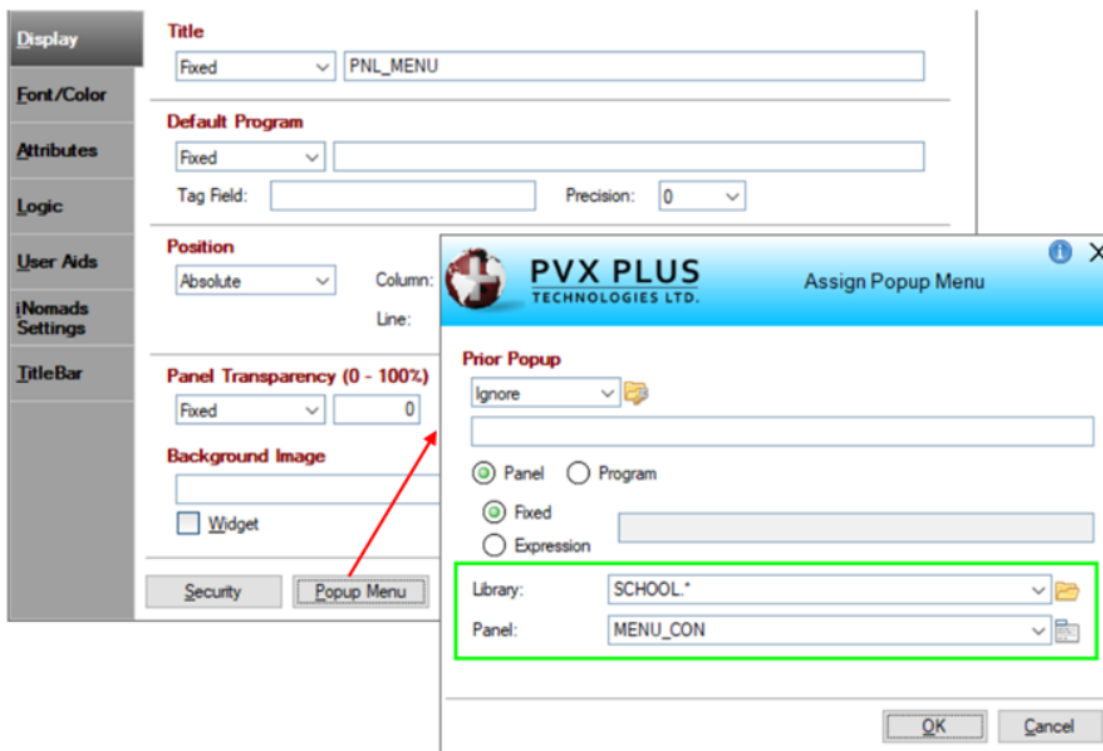 Display
Font/Color
Attributes
Logic
User Aids
iNomads
Settings
TitleBar
Title
Fixed PNL_MENU
Default Program
Fixed
Tag Field: Precision: 0
Position
Absolute Column:
Line:
Panel Transparency (0 - 100%)
Fixed 0
Background Image
Widget
Security Popup Menu
PVX PLUS
TECHNOLOGIES LTD.
Assign Popup Menu
Prior Popup
Ignore
Panel Program
Fixed
Expression
Library: SCHOOL.*
Panel: MENU_CON
OK Cancel